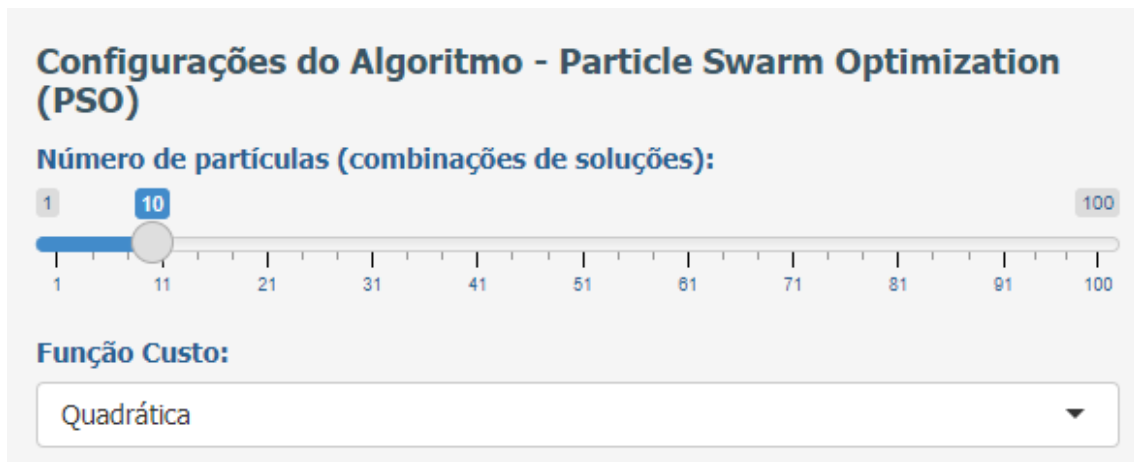 Configurações do Algoritmo - Particle Swarm Optimization
(PSO)
Número de partículas (combinações de soluções):
1 10 100
1 11 21 31 41 51 61 71 81 91 100
Função Custo:
Quadrática